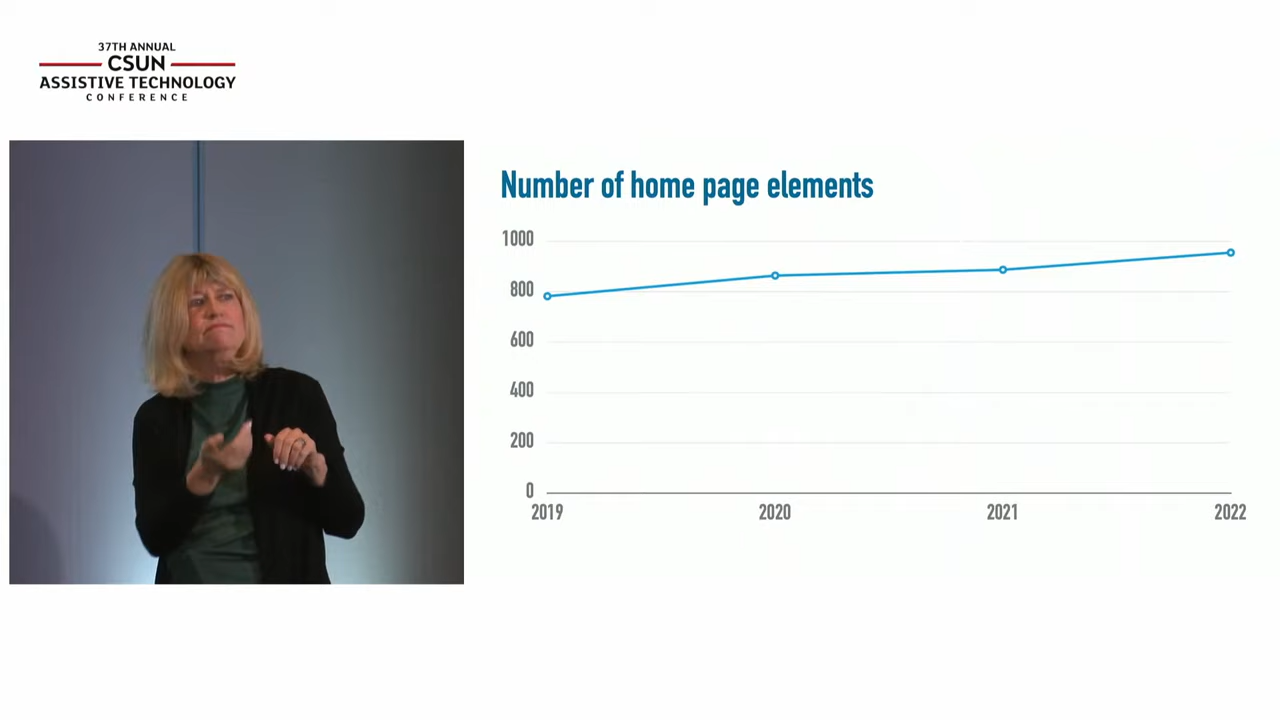 37TH ANNUAL
CSUN
ASSISTIVE TECHNOLOGY
CONFERENCE
Number of home page elements
1000
800
600
400
200
0
2019 2020 2021 2022